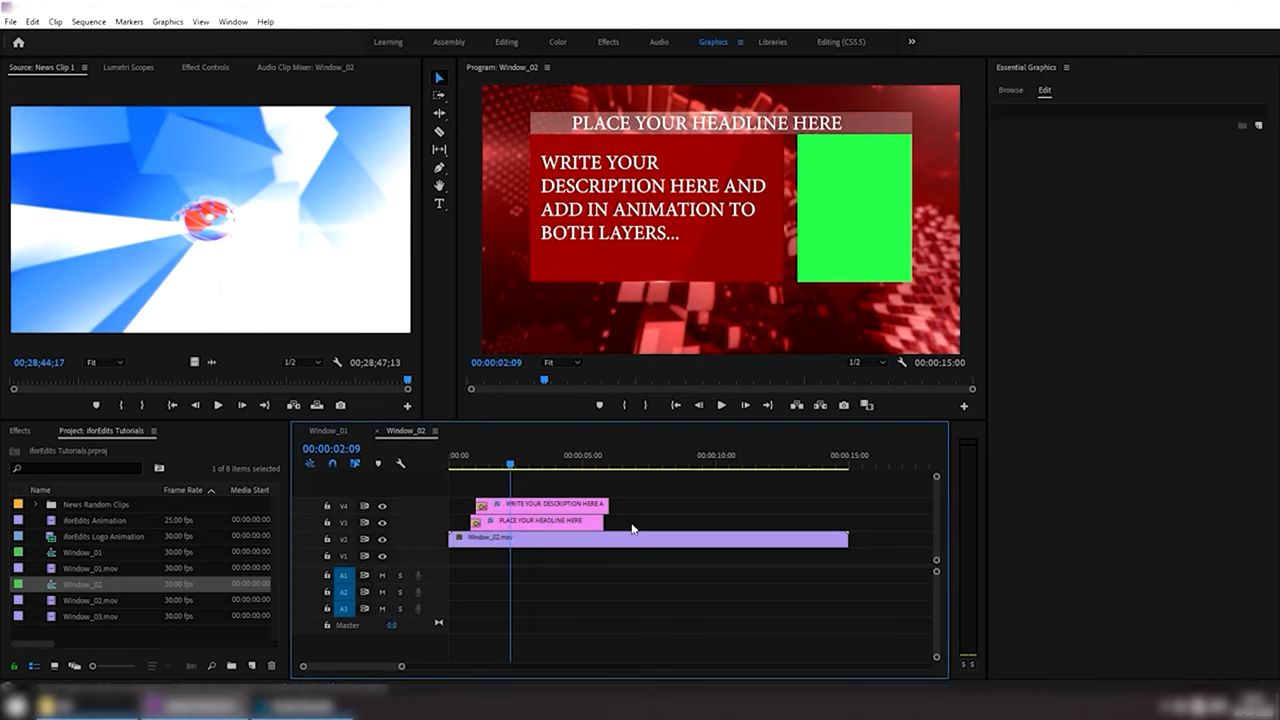 File Edit Clip Sequence Markers Graphics View Window Help
Learning Assembly Editing Color Effects Audio Graphics Libraries Editing (CS5.5)
Source: News Clip 1 Lumetri Scopes Effect Controls Audio Clip Mixer: Window_02
Program: Window_02
Essential Graphics
Browse Edit
PLACE YOUR HEADLINE HERE
WRITE YOUR
DESCRIPTION HERE AND
ADD IN ANIMATION TO
BOTH LAYERS...
00;28;44;17 Fit 1/2 00;28;47;13
00:00:02:09 Fit 1/2 00:00:15:00
Effects Project: iforEdits Tutorials
iforEdits Tutorials.prproj
1 of 8 items selected
Name Frame Rate Media Start
News Random Clips
iforEdits Animation 25.00 fps 00:00:00:00
iforEdits Logo Animation 30.00 fps 00:00:00:00
Window_01 30.00 fps 00:00:00:00
Window_01.mov 30.00 fps 00:00:00:00
Window_02 30.00 fps 00:00:00:00
Window_02.mov 30.00 fps 00:00:00:00
Window_03.mov 30.00 fps 00:00:00:00
Window_01 × Window_02
00:00:02:09
:00:00 00:00:05:00 00:00:10:00 00:00:15:00
V4 fx WRITE YOUR DESCRIPTION HERE A
V3 fx PLACE YOUR HEADLINE HERE
V2 Window_02.mov
V1
A1 M S
A2 M S
A3 M S
Master 0.0
S S